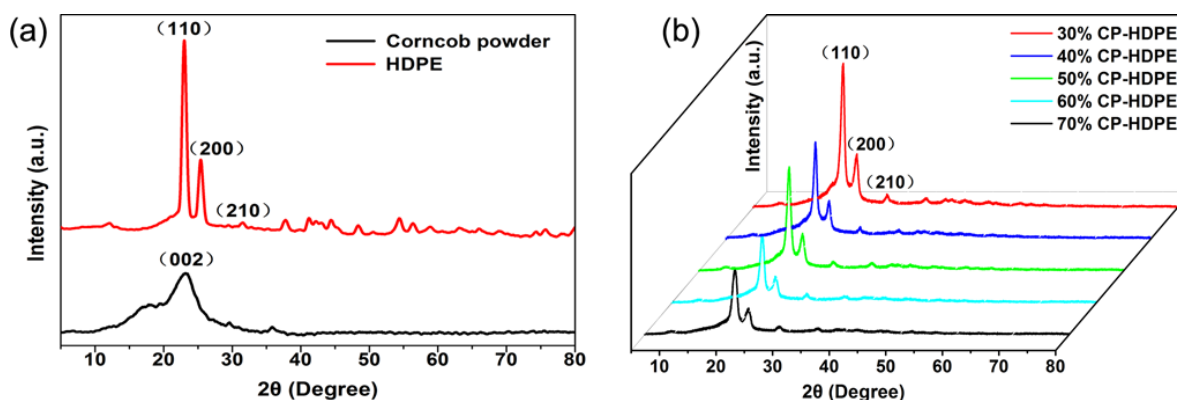 (a)
（110）
（200）
（210）
（002）
Corncob powder
HDPE
Intensity (a.u.)
10 20 30 40 50 60 70 80
2θ (Degree)
(b)
Intensity (a.u.)
（110）
（200）
（210）
30% CP-HDPE
40% CP-HDPE
50% CP-HDPE
60% CP-HDPE
70% CP-HDPE
Intensity (a.u.)
10 20 30 40 50 60 70 80
2θ (Degree)